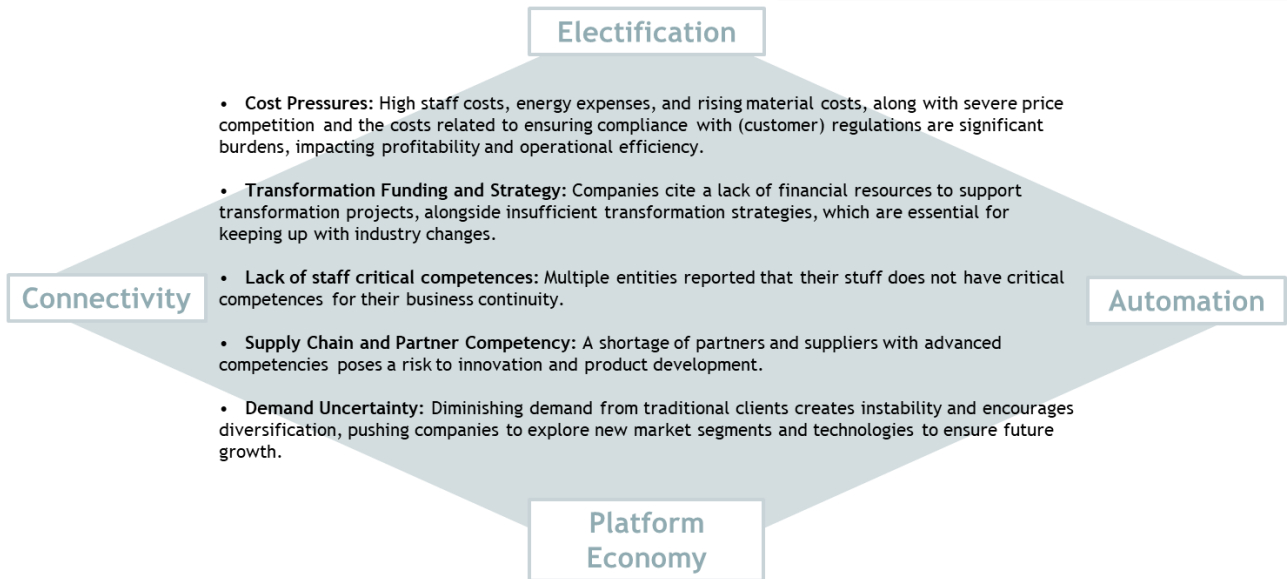 Electification
• Cost Pressures: High staff costs, energy expenses, and rising material costs, along with severe price
competition and the costs related to ensuring compliance with (customer) regulations are significant
burdens, impacting profitability and operational efficiency.
• Transformation Funding and Strategy: Companies cite a lack of financial resources to support
transformation projects, alongside insufficient transformation strategies, which are essential for
keeping up with industry changes.
• Lack of staff critical competences: Multiple entities reported that their stuff does not have critical
competences for their business continuity.
Connectivity
Automation
• Supply Chain and Partner Competency: A shortage of partners and suppliers with advanced
competencies poses a risk to innovation and product development.
• Demand Uncertainty: Diminishing demand from traditional clients creates instability and encourages
diversification, pushing companies to explore new market segments and technologies to ensure future
growth.
Platform
Economy